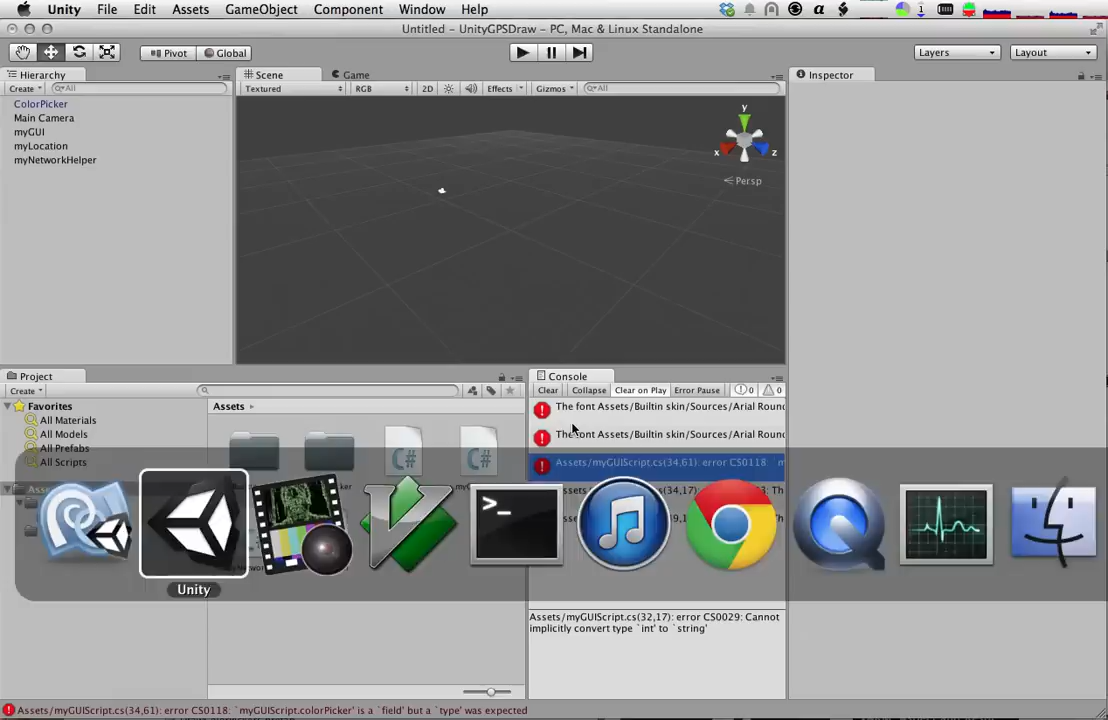 Unity File Edit Assets GameObject Component Window Help
Untitled - UnityGPSDraw - PC, Mac & Linux Standalone
Pivot Global Layers Layout
Hierarchy
Create All
ColorPicker
Main Camera
myGUI
myLocation
myNetworkHelper
Scene Game
Textured RGB 2D Effects Gizmos All
y
x
z
Persp
Inspector
Project
Create
Favorites
All Materials
All Models
All Prefabs
All Scripts
Assets
C#
C#
Console
Clear Collapse Clear on Play Error Pause 0 0
The font Assets/Builtin skin/Sources/Arial Round
The font Assets/Builtin skin/Sources/Arial Round
Assets/myGUIScript.cs(34,61): error CS0118: `m
>_
Unity
Assets/myGUIScript.cs(32,17): error CS0029: Cannot
implicitly convert type `int' to `string'
Assets/myGUIScript.cs(34,61): error CS0118: `myGUIScript.colorPicker' is a `field' but a `type' was expected